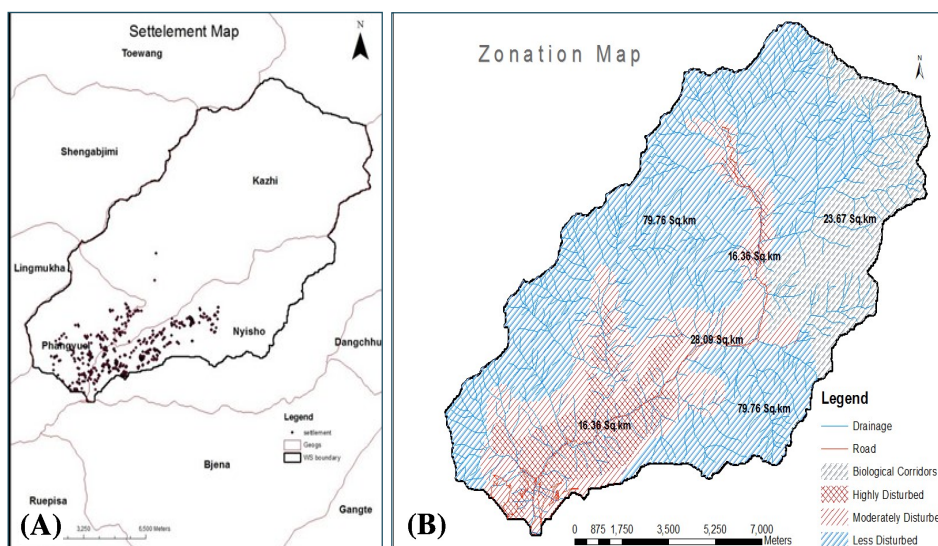 Settelement Map
N
Toewang
Shengabjimi
Kazhi
Lingmukha
Nyisho
Phangyuel
Dangchhu
Legend
settlement
Geogs
WS boundary
Bjena
Ruepisa
Gangte
3,250 6,500 Meters
(A)
Zonation Map
N
79.76 Sq.km
23.67 Sq.km
16.36 Sq.km
28.09 Sq.km
79.76 Sq.km
16.36 Sq.km
Legend
Drainage
Road
Biological Corridors
Highly Disturbed
Moderately Disturbe
Less Disturbed
0 875 1,750 3,500 5,250 7,000
Meters
(B)